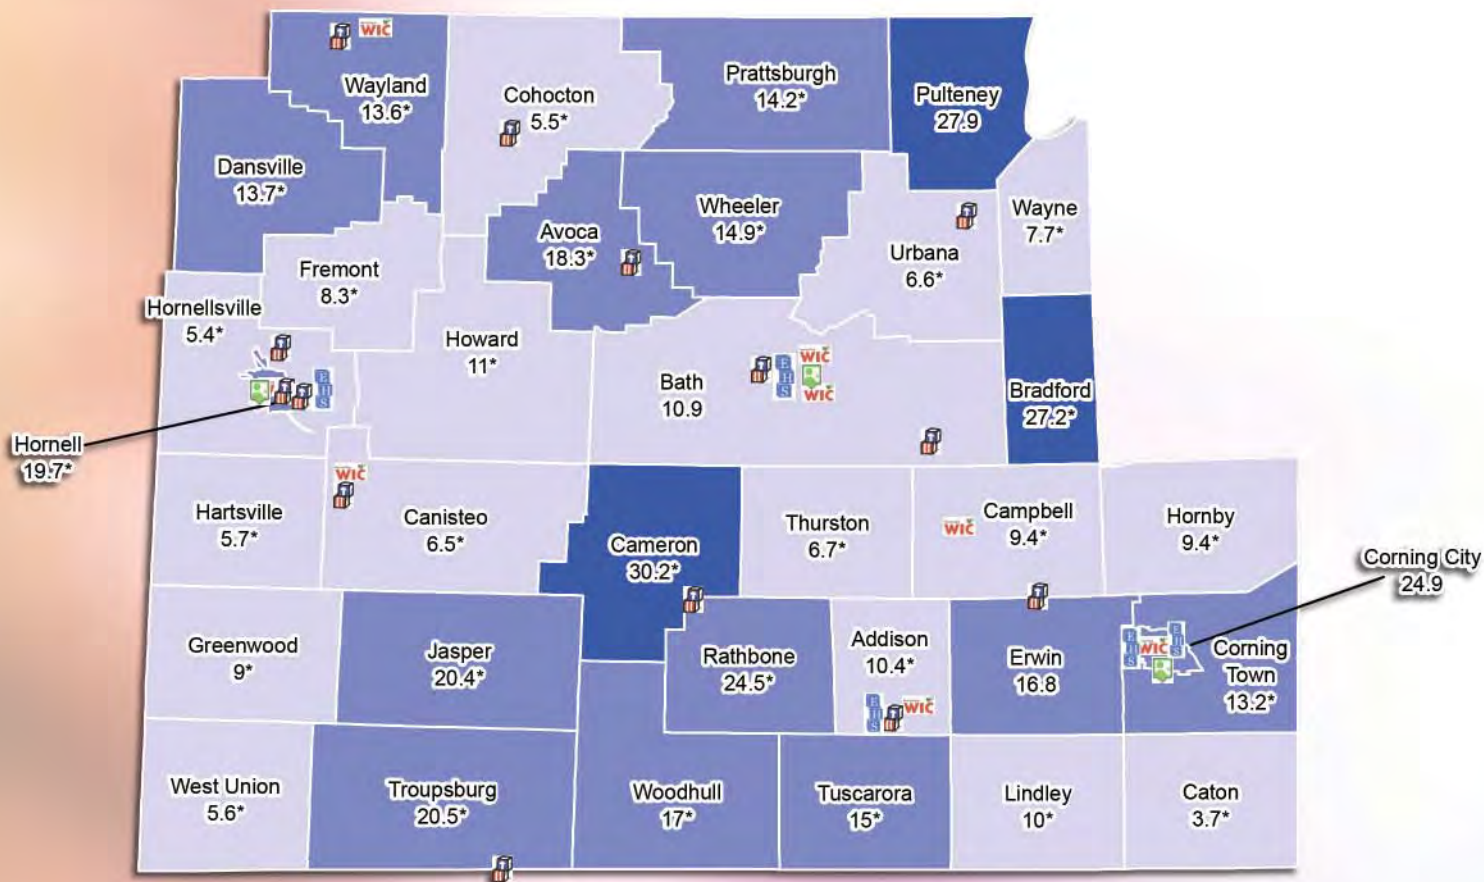 WIC
Wayland
13.6*
Cohocton
5.5*
Prattsburgh
14.2*
Pulteney
27.9
Dansville
13.7*
Avoca
18.3*
Wheeler
14.9*
Urbana
6.6*
Wayne
7.7*
Fremont
8.3*
Hornellsville
5.4*
Howard
11*
Bath
10.9
EHS
WIC
WIC
Bradford
27.2*
EHS
Hornell
19.7*
Hartsville
5.7*
WIC
Canisteo
6.5*
Cameron
30.2*
Thurston
6.7*
WIC
Campbell
9.4*
Hornby
9.4*
Corning City
24.9
Greenwood
9*
Jasper
20.4*
Rathbone
24.5*
Addison
10.4*
EHS
WIC
Erwin
16.8
EHS
WIC
EHS
Corning
Town
13.2*
West Union
5.6*
Troupsburg
20.5*
Woodhull
17*
Tuscarora
15*
Lindley
10*
Caton
3.7*